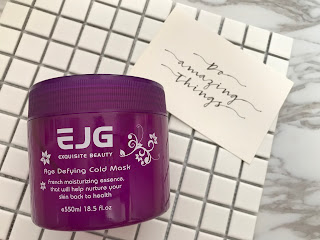 EJG
EXQUISITE BEAUTY
Age Defying Cold Mask
French moisturizing essence,
that will help nurture your
skin back to health
e550ml 18.5 fl.oz
Do
amazing
things